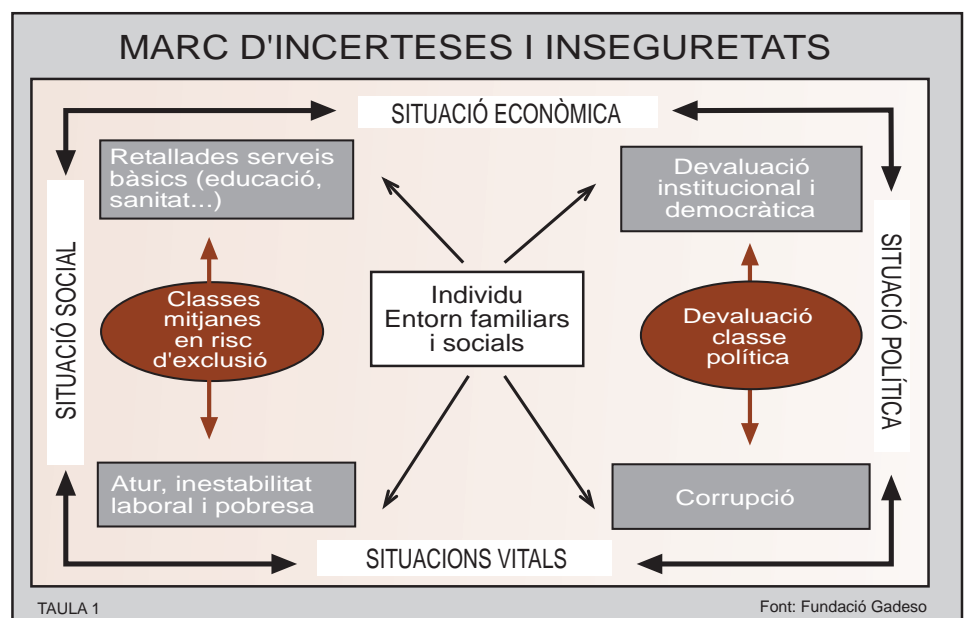 MARC D'INCERTESES I INSEGURETATS
SITUACIÓ ECONÒMICA
Retallades serveis
bàsics (educació,
sanitat...)
Devaluació
institucional i
democràtica
SITUACIÓ SOCIAL
Classes
mitjanes
en risc
d'exclusió
Individu
Entorn familiars
i socials
Devaluació
classe
política
SITUACIÓ POLÍTICA
Atur, inestabilitat
laboral i pobresa
Corrupció
SITUACIONS VITALS
TAULA 1
Font: Fundació Gadeso